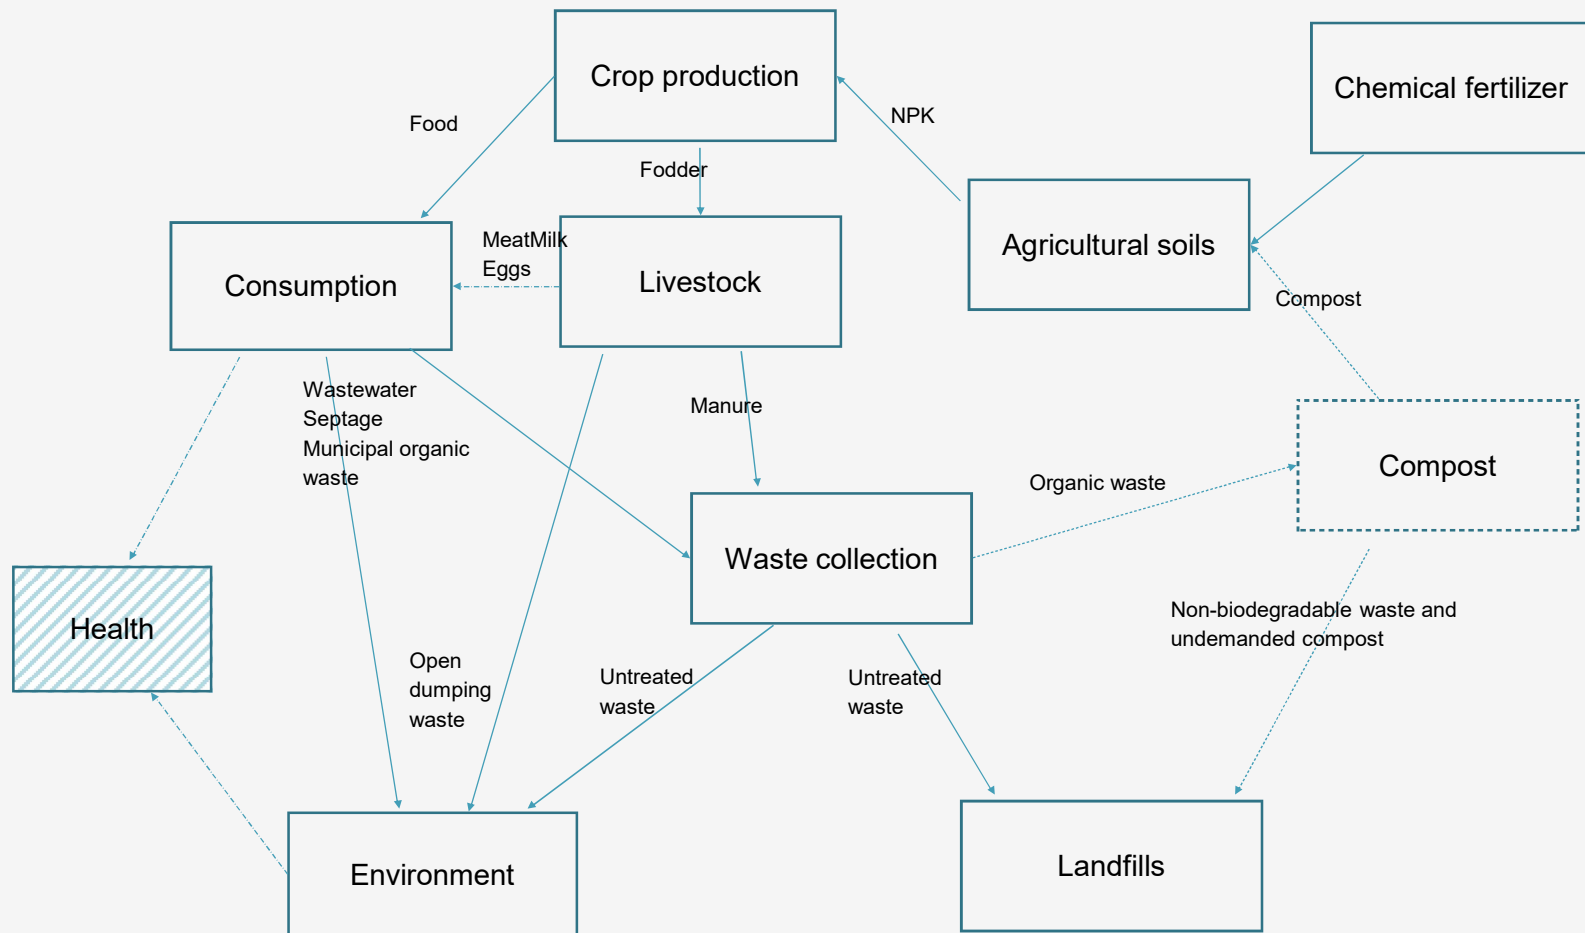 Crop production
Chemical fertilizer
NPK
Food
Fodder
Agricultural soils
MeatMilk
Eggs
Consumption
Livestock
Compost
Wastewater
Septage
Municipal organic
waste
Manure
Compost
Organic waste
Waste collection
Health
Non-biodegradable waste and
undemanded compost
Open
dumping
waste
Untreated
waste
Untreated
waste
Environment
Landfills